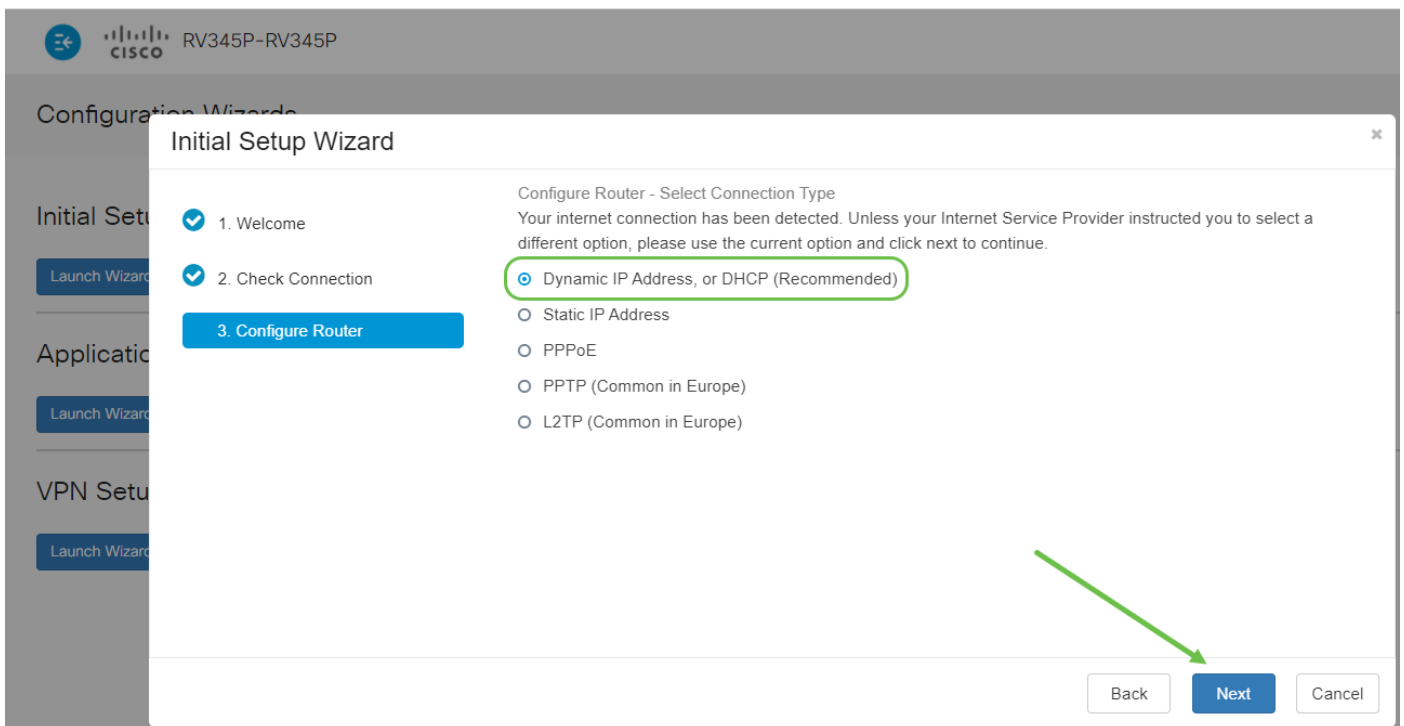 CISCO RV345P-RV345P
Configuration Wizards
Initial Setup Wizard
Initial Setu
Launch Wizard
Applicatio
Launch Wizard
VPN Setu
Launch Wizard
1. Welcome
2. Check Connection
3. Configure Router
Configure Router - Select Connection Type
Your internet connection has been detected. Unless your Internet Service Provider instructed you to select a
different option, please use the current option and click next to continue.
Dynamic IP Address, or DHCP (Recommended)
Static IP Address
PPPoE
PPTP (Common in Europe)
L2TP (Common in Europe)
Back
Next
Cancel